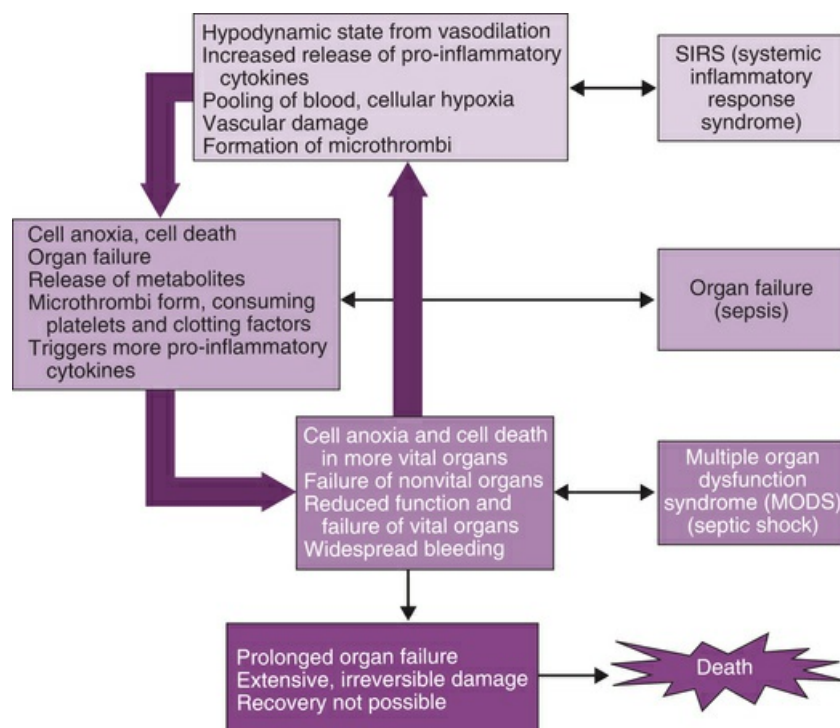 Hypodynamic state from vasodilation
Increased release of pro-inflammatory
cytokines
Pooling of blood, cellular hypoxia
Vascular damage
Formation of microthrombi
SIRS (systemic
inflammatory
response
syndrome)
Cell anoxia, cell death
Organ failure
Release of metabolites
Microthrombi form, consuming
platelets and clotting factors
Triggers more pro-inflammatory
cytokines
Organ failure
(sepsis)
Cell anoxia and cell death
in more vital organs
Failure of nonvital organs
Reduced function and
failure of vital organs
Widespread bleeding
Multiple organ
dysfunction
syndrome (MODS)
(septic shock)
Prolonged organ failure
Extensive, irreversible damage
Recovery not possible
Death